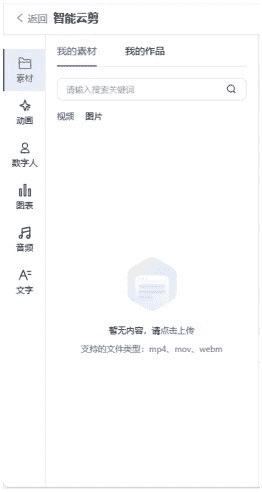 返回 智能云剪
我的素材 我的作品
请输入搜索关键词
视频 图片
素材
动画
数字人
图表
音频
文字
暂无内容，请点击上传
支持的文件类型：mp4、mov、webm